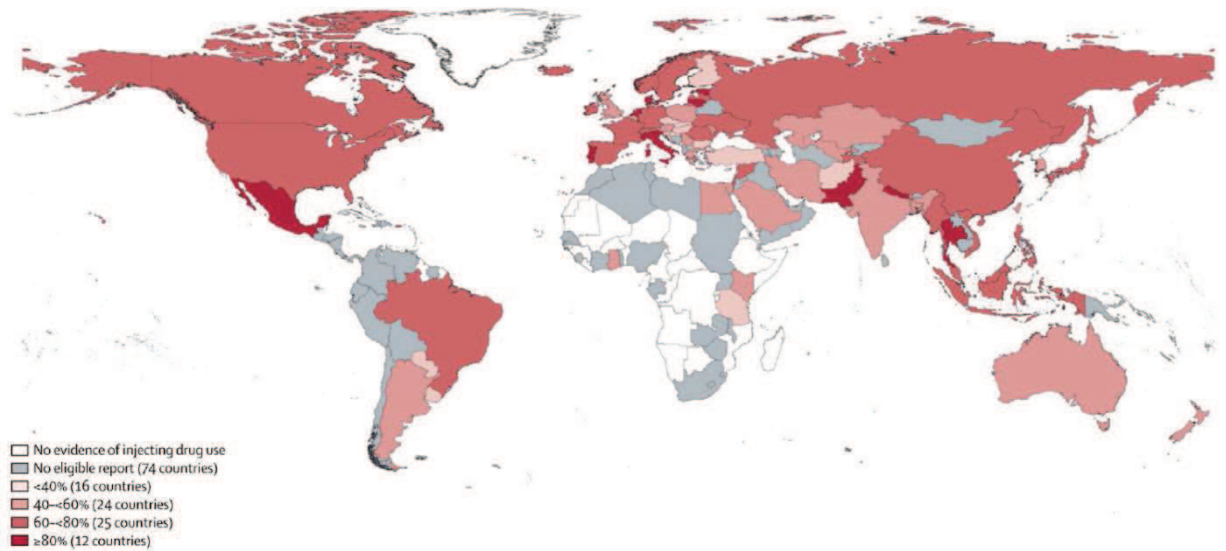 No evidence of injecting drug use
No eligible report (74 countries)
<40% (16 countries)
40–<60% (24 countries)
60–<80% (25 countries)
≥80% (12 countries)